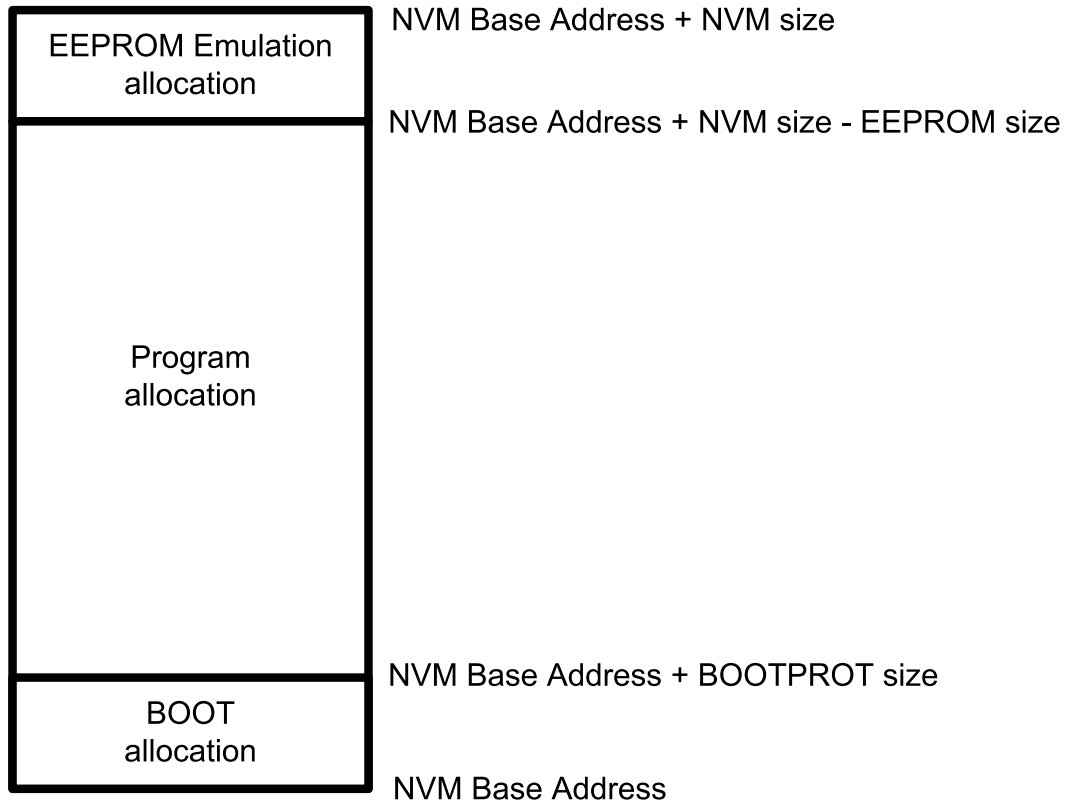 NVM Base Address + NVM size
EEPROM Emulation
allocation
NVM Base Address + NVM size - EEPROM size
Program
allocation
NVM Base Address + BOOTPROT size
BOOT
allocation
NVM Base Address